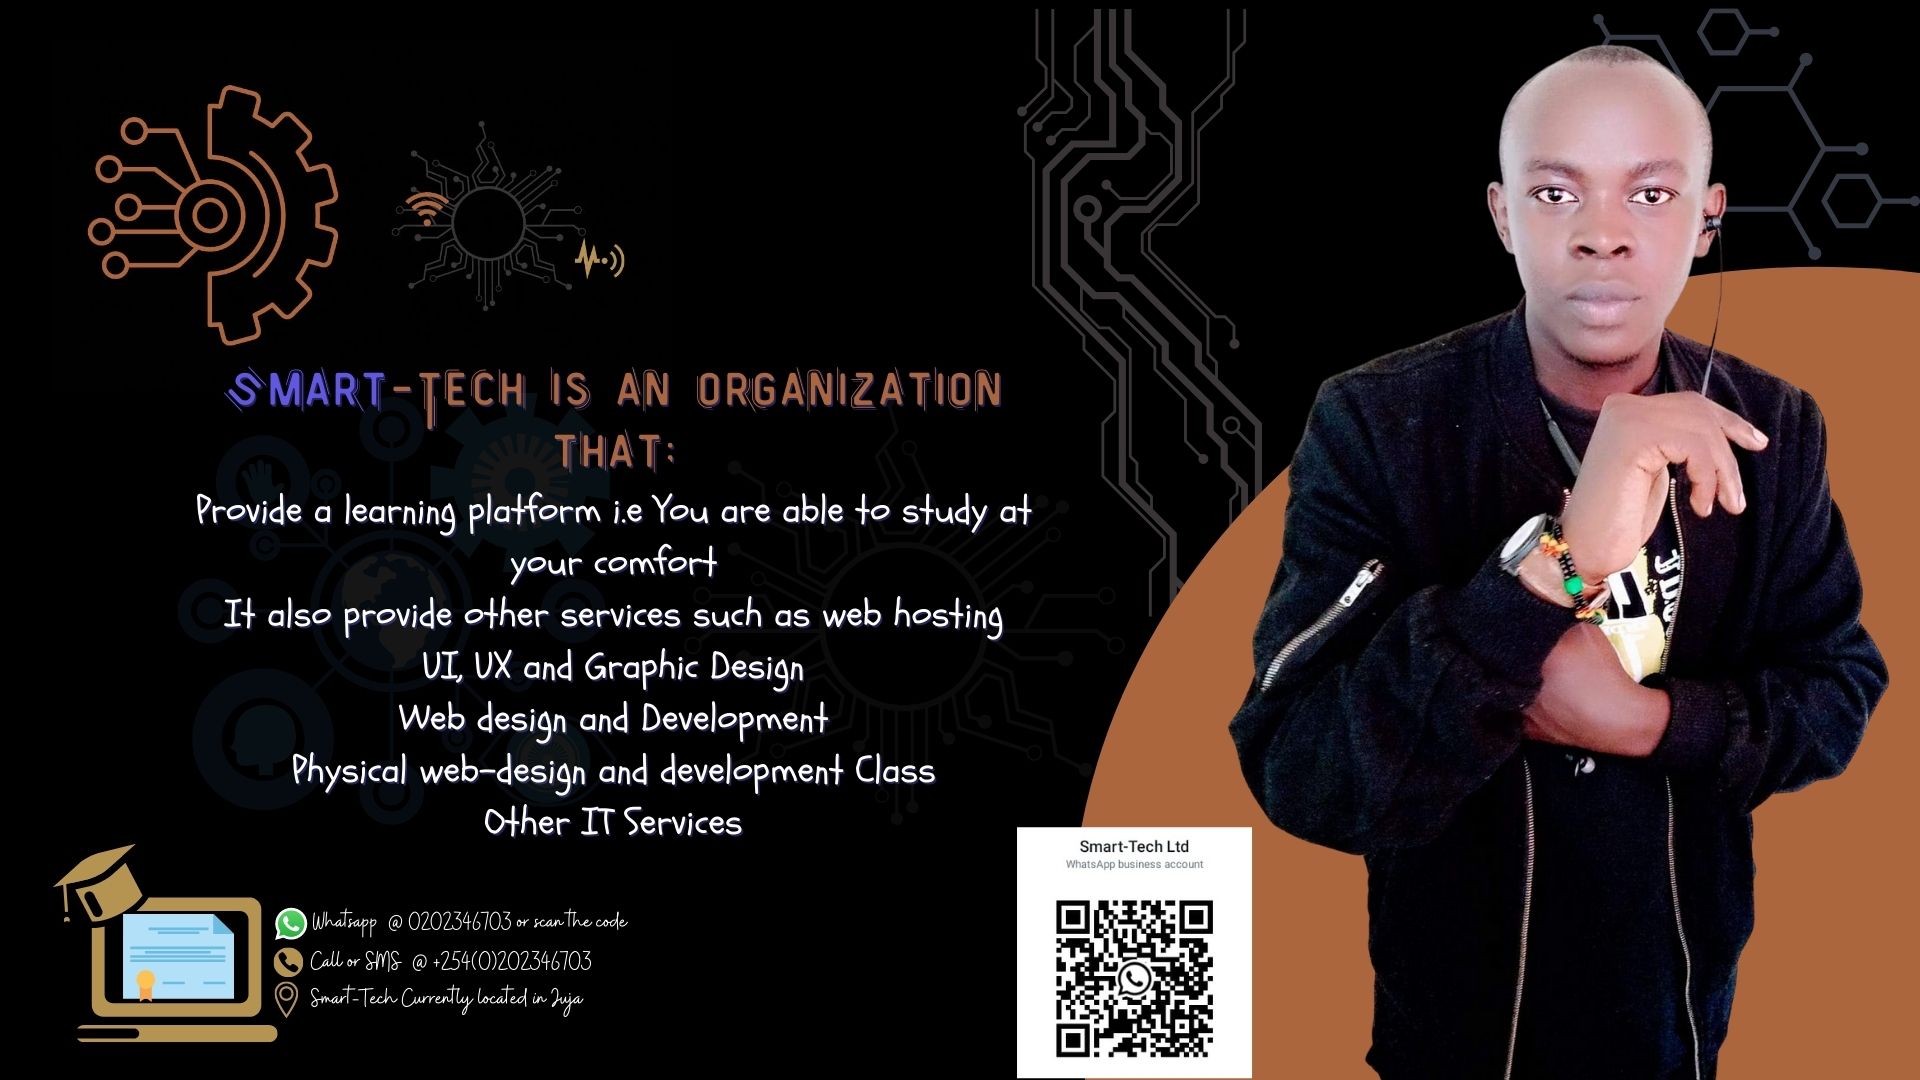 SMART-TECH IS AN ORGANIZATION
THAT:
Provide a learning platform i.e You are able to study at
your comfort
It also provide other services such as web hosting
UI, UX and Graphic Design
Web design and Development
Physical web-design and development Class
Other IT Services
Whatsapp @ 0202346703 or scan the code
Call or SMS @ +254(0)202346703
Smart-Tech Currently located in Juja
Smart-Tech Ltd
WhatsApp business account